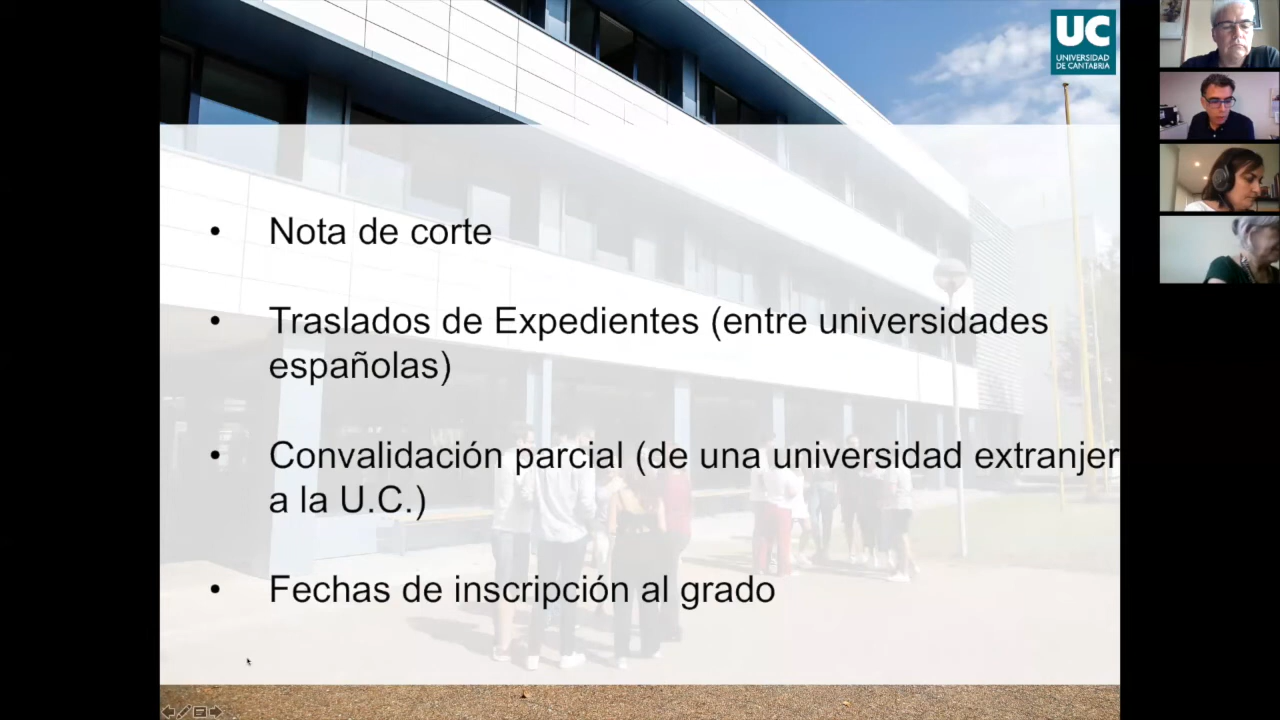 UC
UNIVERSIDAD
DE CANTABRIA
• Nota de corte
• Traslados de Expedientes (entre universidades
españolas)
• Convalidación parcial (de una universidad extranjer
a la U.C.)
• Fechas de inscripción al grado